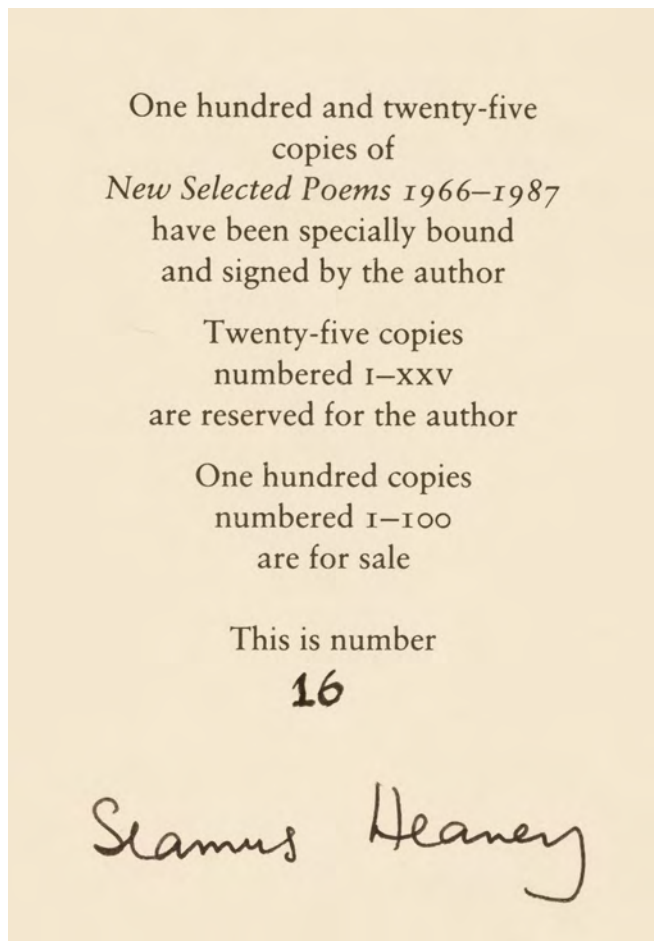 One hundred and twenty-five
copies of
New Selected Poems 1966–1987
have been specially bound
and signed by the author
Twenty-five copies
numbered I–XXV
are reserved for the author
One hundred copies
numbered 1–100
are for sale
This is number
16
Seamus Heaney